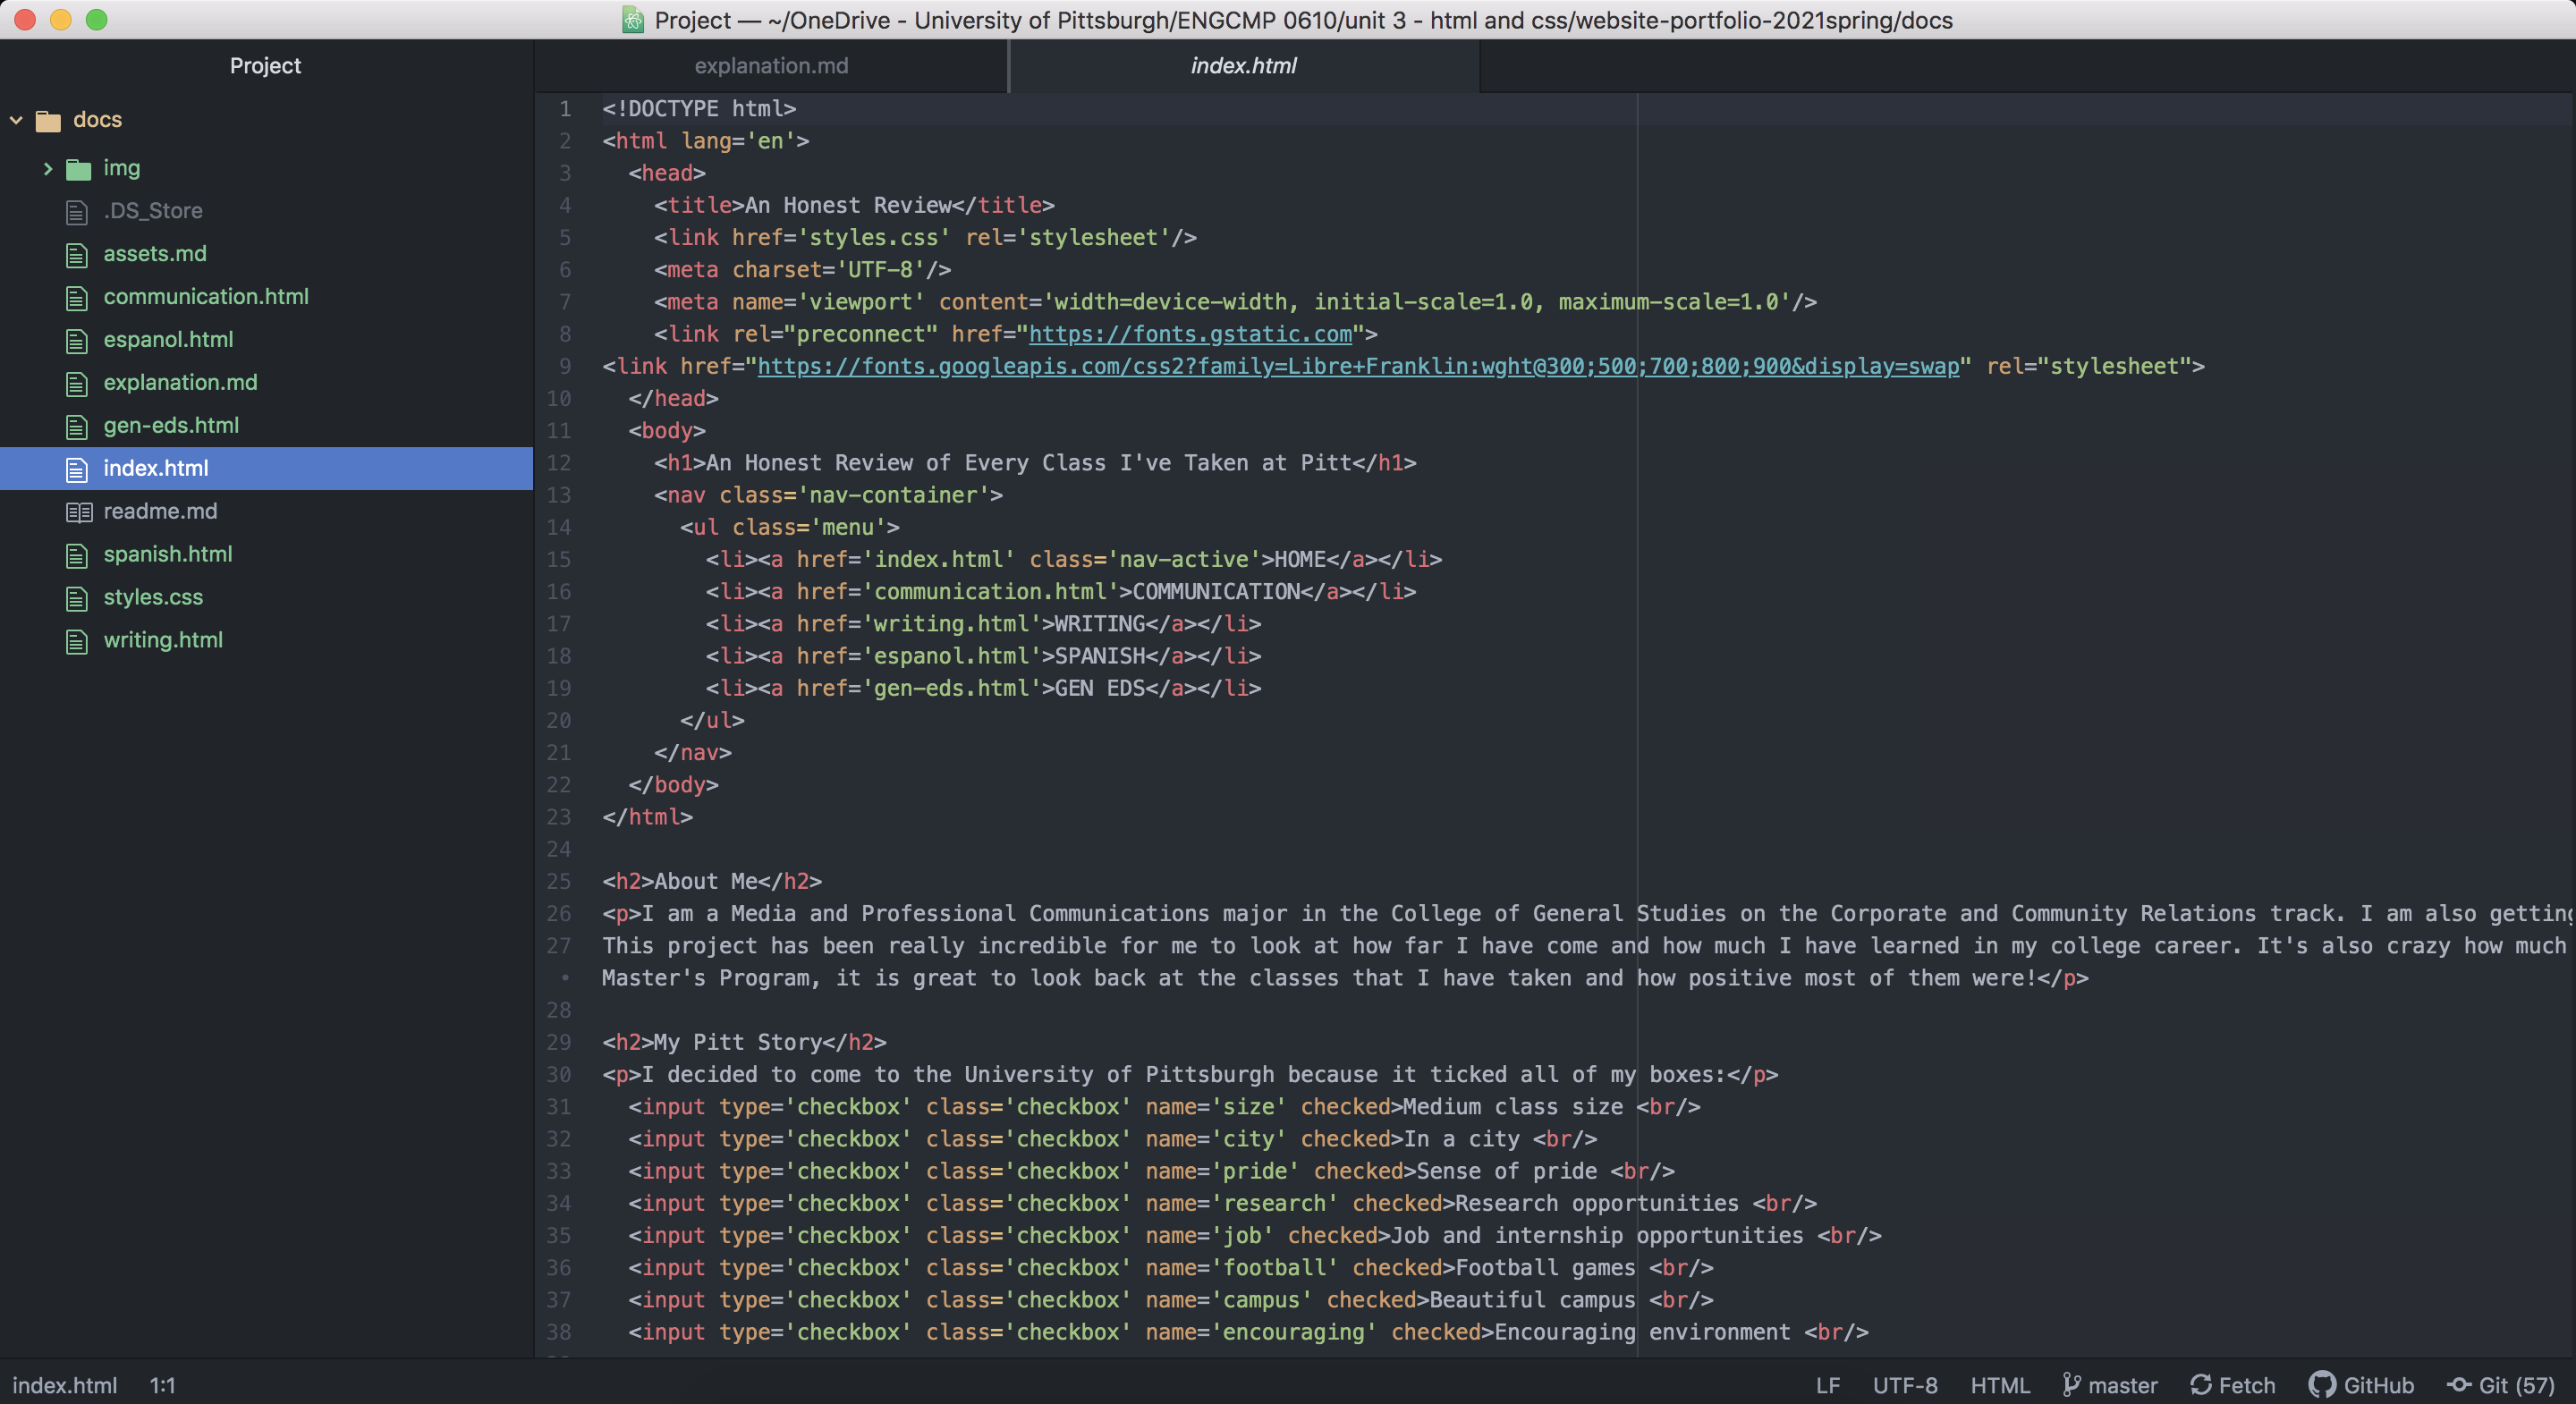 Project — ~/OneDrive - University of Pittsburgh/ENGCMP 0610/unit 3 - html and css/website-portfolio-2021spring/docs
Project
docs
img
.DS_Store
assets.md
communication.html
espanol.html
explanation.md
gen-eds.html
index.html
readme.md
spanish.html
styles.css
writing.html
explanation.md
index.html
1 <!DOCTYPE html>
2 <html lang='en'>
3 <head>
4 <title>An Honest Review</title>
5 <link href='styles.css' rel='stylesheet'/>
6 <meta charset='UTF-8'/>
7 <meta name='viewport' content='width=device-width, initial-scale=1.0, maximum-scale=1.0'/>
8 <link rel="preconnect" href="https://fonts.gstatic.com">
9 <link href="https://fonts.googleapis.com/css2?family=Libre+Franklin:wght@300;500;700;800;900&display=swap" rel="stylesheet">
10 </head>
11 <body>
12 <h1>An Honest Review of Every Class I've Taken at Pitt</h1>
13 <nav class='nav-container'>
14 <ul class='menu'>
15 <li><a href='index.html' class='nav-active'>HOME</a></li>
16 <li><a href='communication.html'>COMMUNICATION</a></li>
17 <li><a href='writing.html'>WRITING</a></li>
18 <li><a href='espanol.html'>SPANISH</a></li>
19 <li><a href='gen-eds.html'>GEN EDS</a></li>
20 </ul>
21 </nav>
22 </body>
23 </html>
24
25 <h2>About Me</h2>
26 <p>I am a Media and Professional Communications major in the College of General Studies on the Corporate and Community Relations track. I am also getting
27 This project has been really incredible for me to look at how far I have come and how much I have learned in my college career. It's also crazy how much
• Master's Program, it is great to look back at the classes that I have taken and how positive most of them were!</p>
28
29 <h2>My Pitt Story</h2>
30 <p>I decided to come to the University of Pittsburgh because it ticked all of my boxes:</p>
31 <input type='checkbox' class='checkbox' name='size' checked>Medium class size <br/>
32 <input type='checkbox' class='checkbox' name='city' checked>In a city <br/>
33 <input type='checkbox' class='checkbox' name='pride' checked>Sense of pride <br/>
34 <input type='checkbox' class='checkbox' name='research' checked>Research opportunities <br/>
35 <input type='checkbox' class='checkbox' name='job' checked>Job and internship opportunities <br/>
36 <input type='checkbox' class='checkbox' name='football' checked>Football games <br/>
37 <input type='checkbox' class='checkbox' name='campus' checked>Beautiful campus <br/>
38 <input type='checkbox' class='checkbox' name='encouraging' checked>Encouraging environment <br/>
index.html 1:1 LF UTF-8 HTML master Fetch GitHub Git (57)